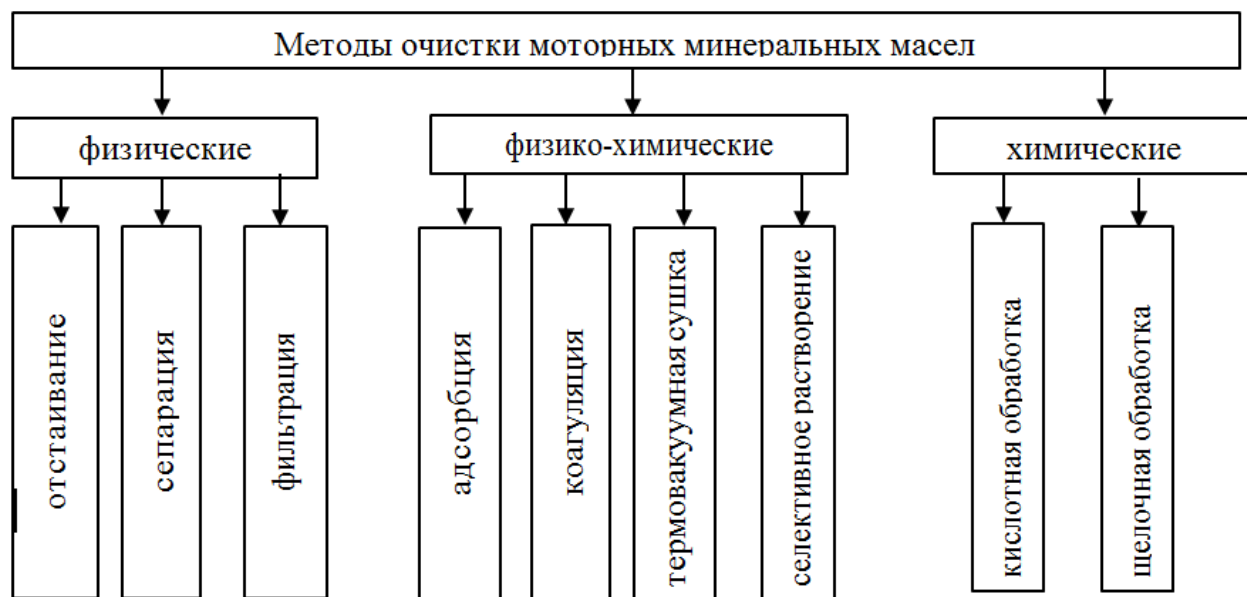 Методы очистки моторных минеральных масел
физические
физико-химические
химические
отстаивание
сепарация
фильтрация
адсорбция
коагуляция
термовакуумная сушка
селективное растворение
кислотная обработка
щелочная обработка